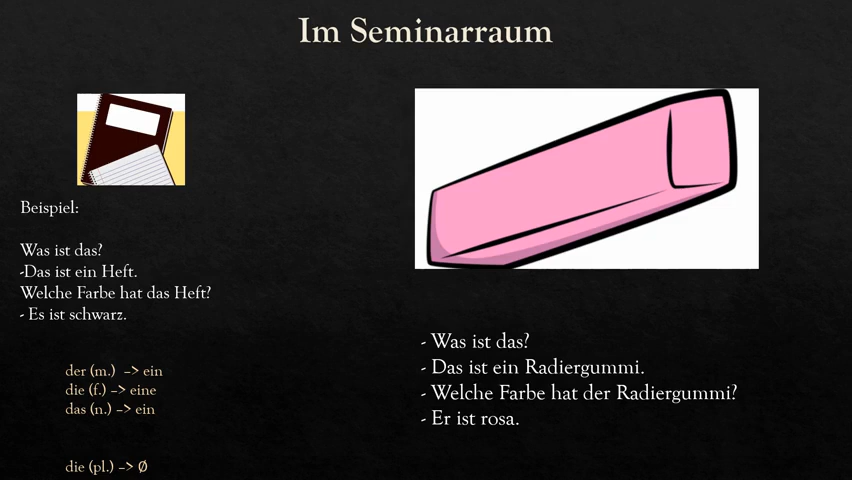 Im Seminarraum
Beispiel:
Was ist das?
-Das ist ein Heft.
Welche Farbe hat das Heft?
- Es ist schwarz.
der (m.) –> ein
die (f.) –> eine
das (n.) –> ein
die (pl.) –> Ø
- Was ist das?
- Das ist ein Radiergummi.
- Welche Farbe hat der Radiergummi?
- Er ist rosa.